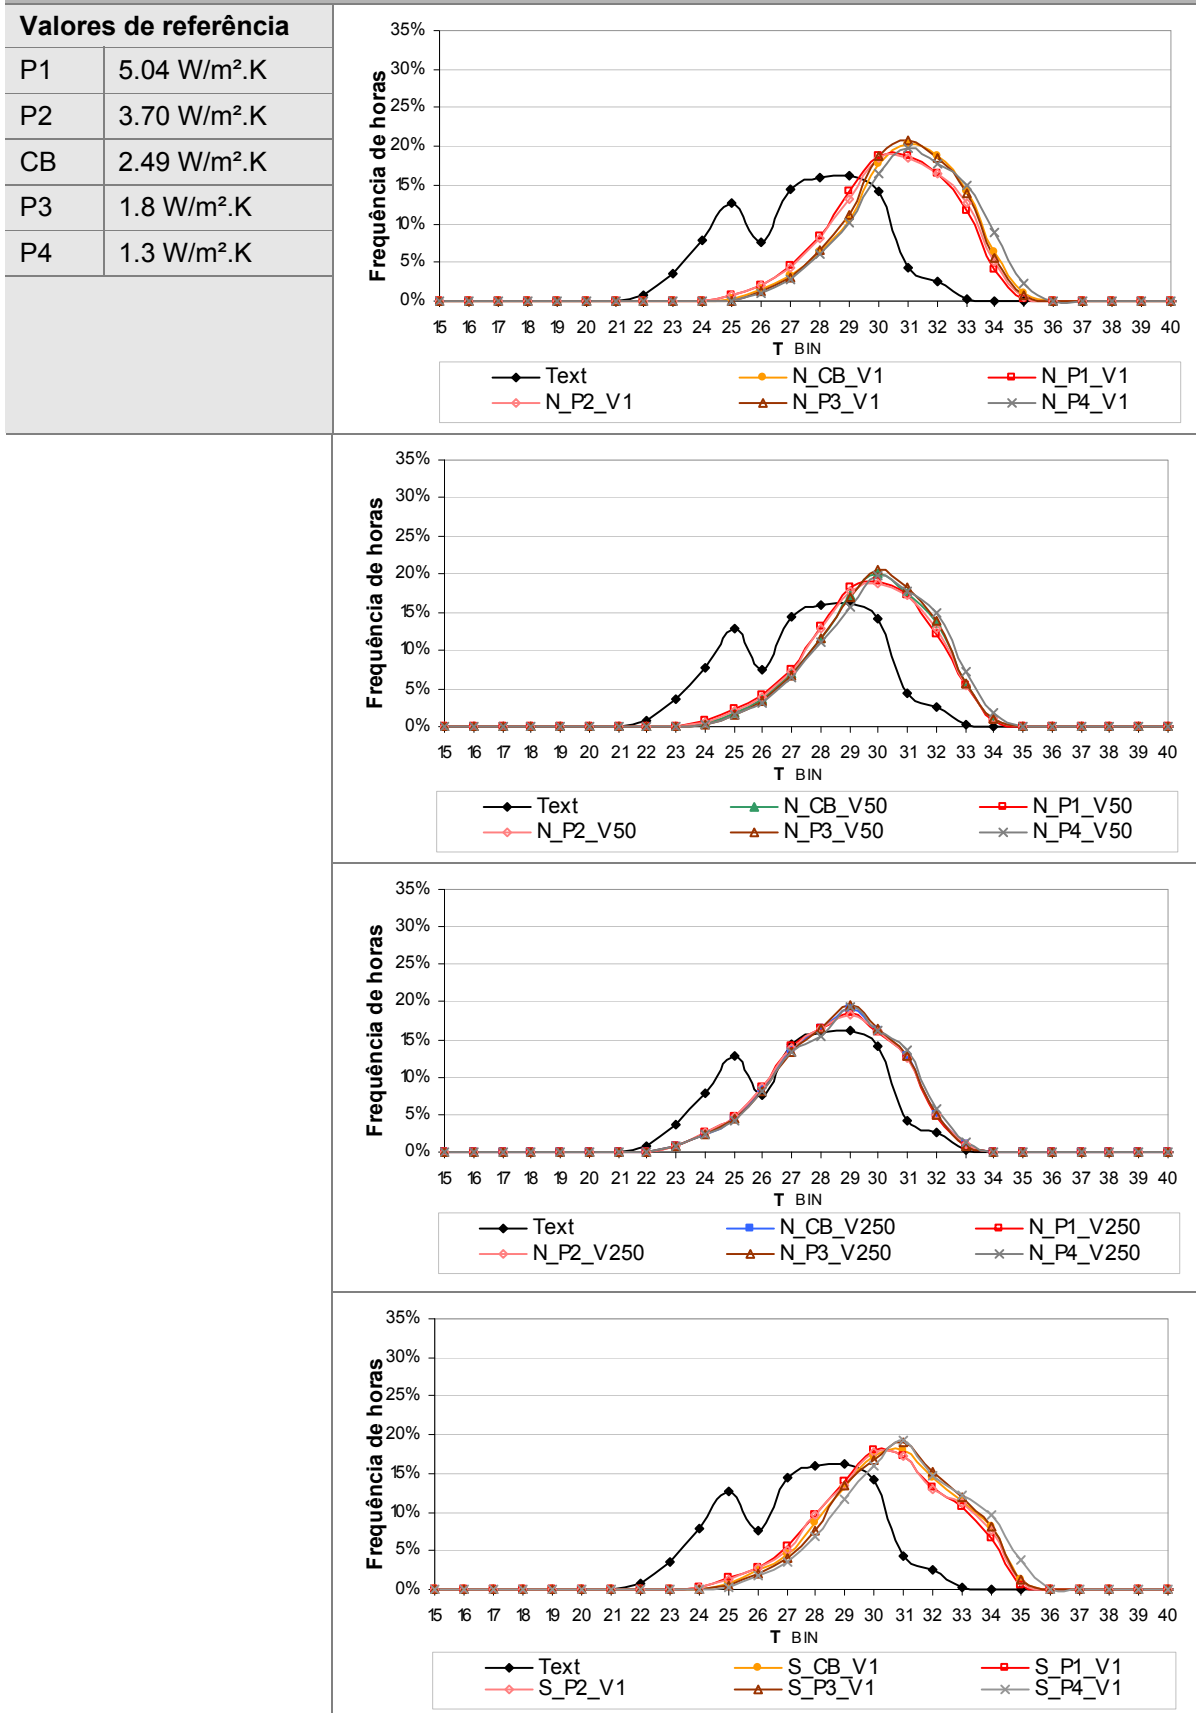 Valores de referência
P1 5.04 W/m².K
P2 3.70 W/m².K
CB 2.49 W/m².K
P3 1.8 W/m².K
P4 1.3 W/m².K
35%
30%
25%
20%
15%
10%
5%
0%
Frequência de horas
15 16 17 18 19 20 21 22 23 24 25 26 27 28 29 30 31 32 33 34 35 36 37 38 39 40
T BIN
Text N_CB_V1 N_P1_V1
N_P2_V1 N_P3_V1 N_P4_V1
35%
30%
25%
20%
15%
10%
5%
0%
Frequência de horas
15 16 17 18 19 20 21 22 23 24 25 26 27 28 29 30 31 32 33 34 35 36 37 38 39 40
T BIN
Text N_CB_V50 N_P1_V50
N_P2_V50 N_P3_V50 N_P4_V50
35%
30%
25%
20%
15%
10%
5%
0%
Frequência de horas
15 16 17 18 19 20 21 22 23 24 25 26 27 28 29 30 31 32 33 34 35 36 37 38 39 40
T BIN
Text N_CB_V250 N_P1_V250
N_P2_V250 N_P3_V250 N_P4_V250
35%
30%
25%
20%
15%
10%
5%
0%
Frequência de horas
15 16 17 18 19 20 21 22 23 24 25 26 27 28 29 30 31 32 33 34 35 36 37 38 39 40
T BIN
Text S_CB_V1 S_P1_V1
S_P2_V1 S_P3_V1 S_P4_V1